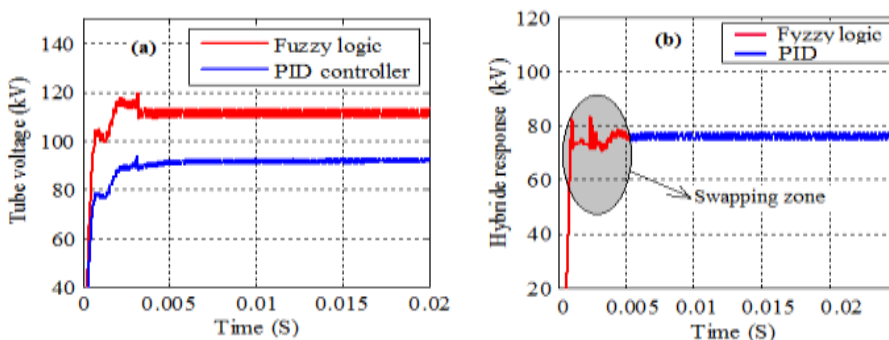 (a)
Fuzzy logic
PID controller
Tube voltage (kV)
140
120
100
80
60
40
0
0.005
0.01
0.015
0.02
Time (S)
(b)
Fyzzy logic
PID
Hybride response (kV)
120
100
80
60
40
20
Swapping zone
0
0.005
0.01
0.015
0.02
Time (S)